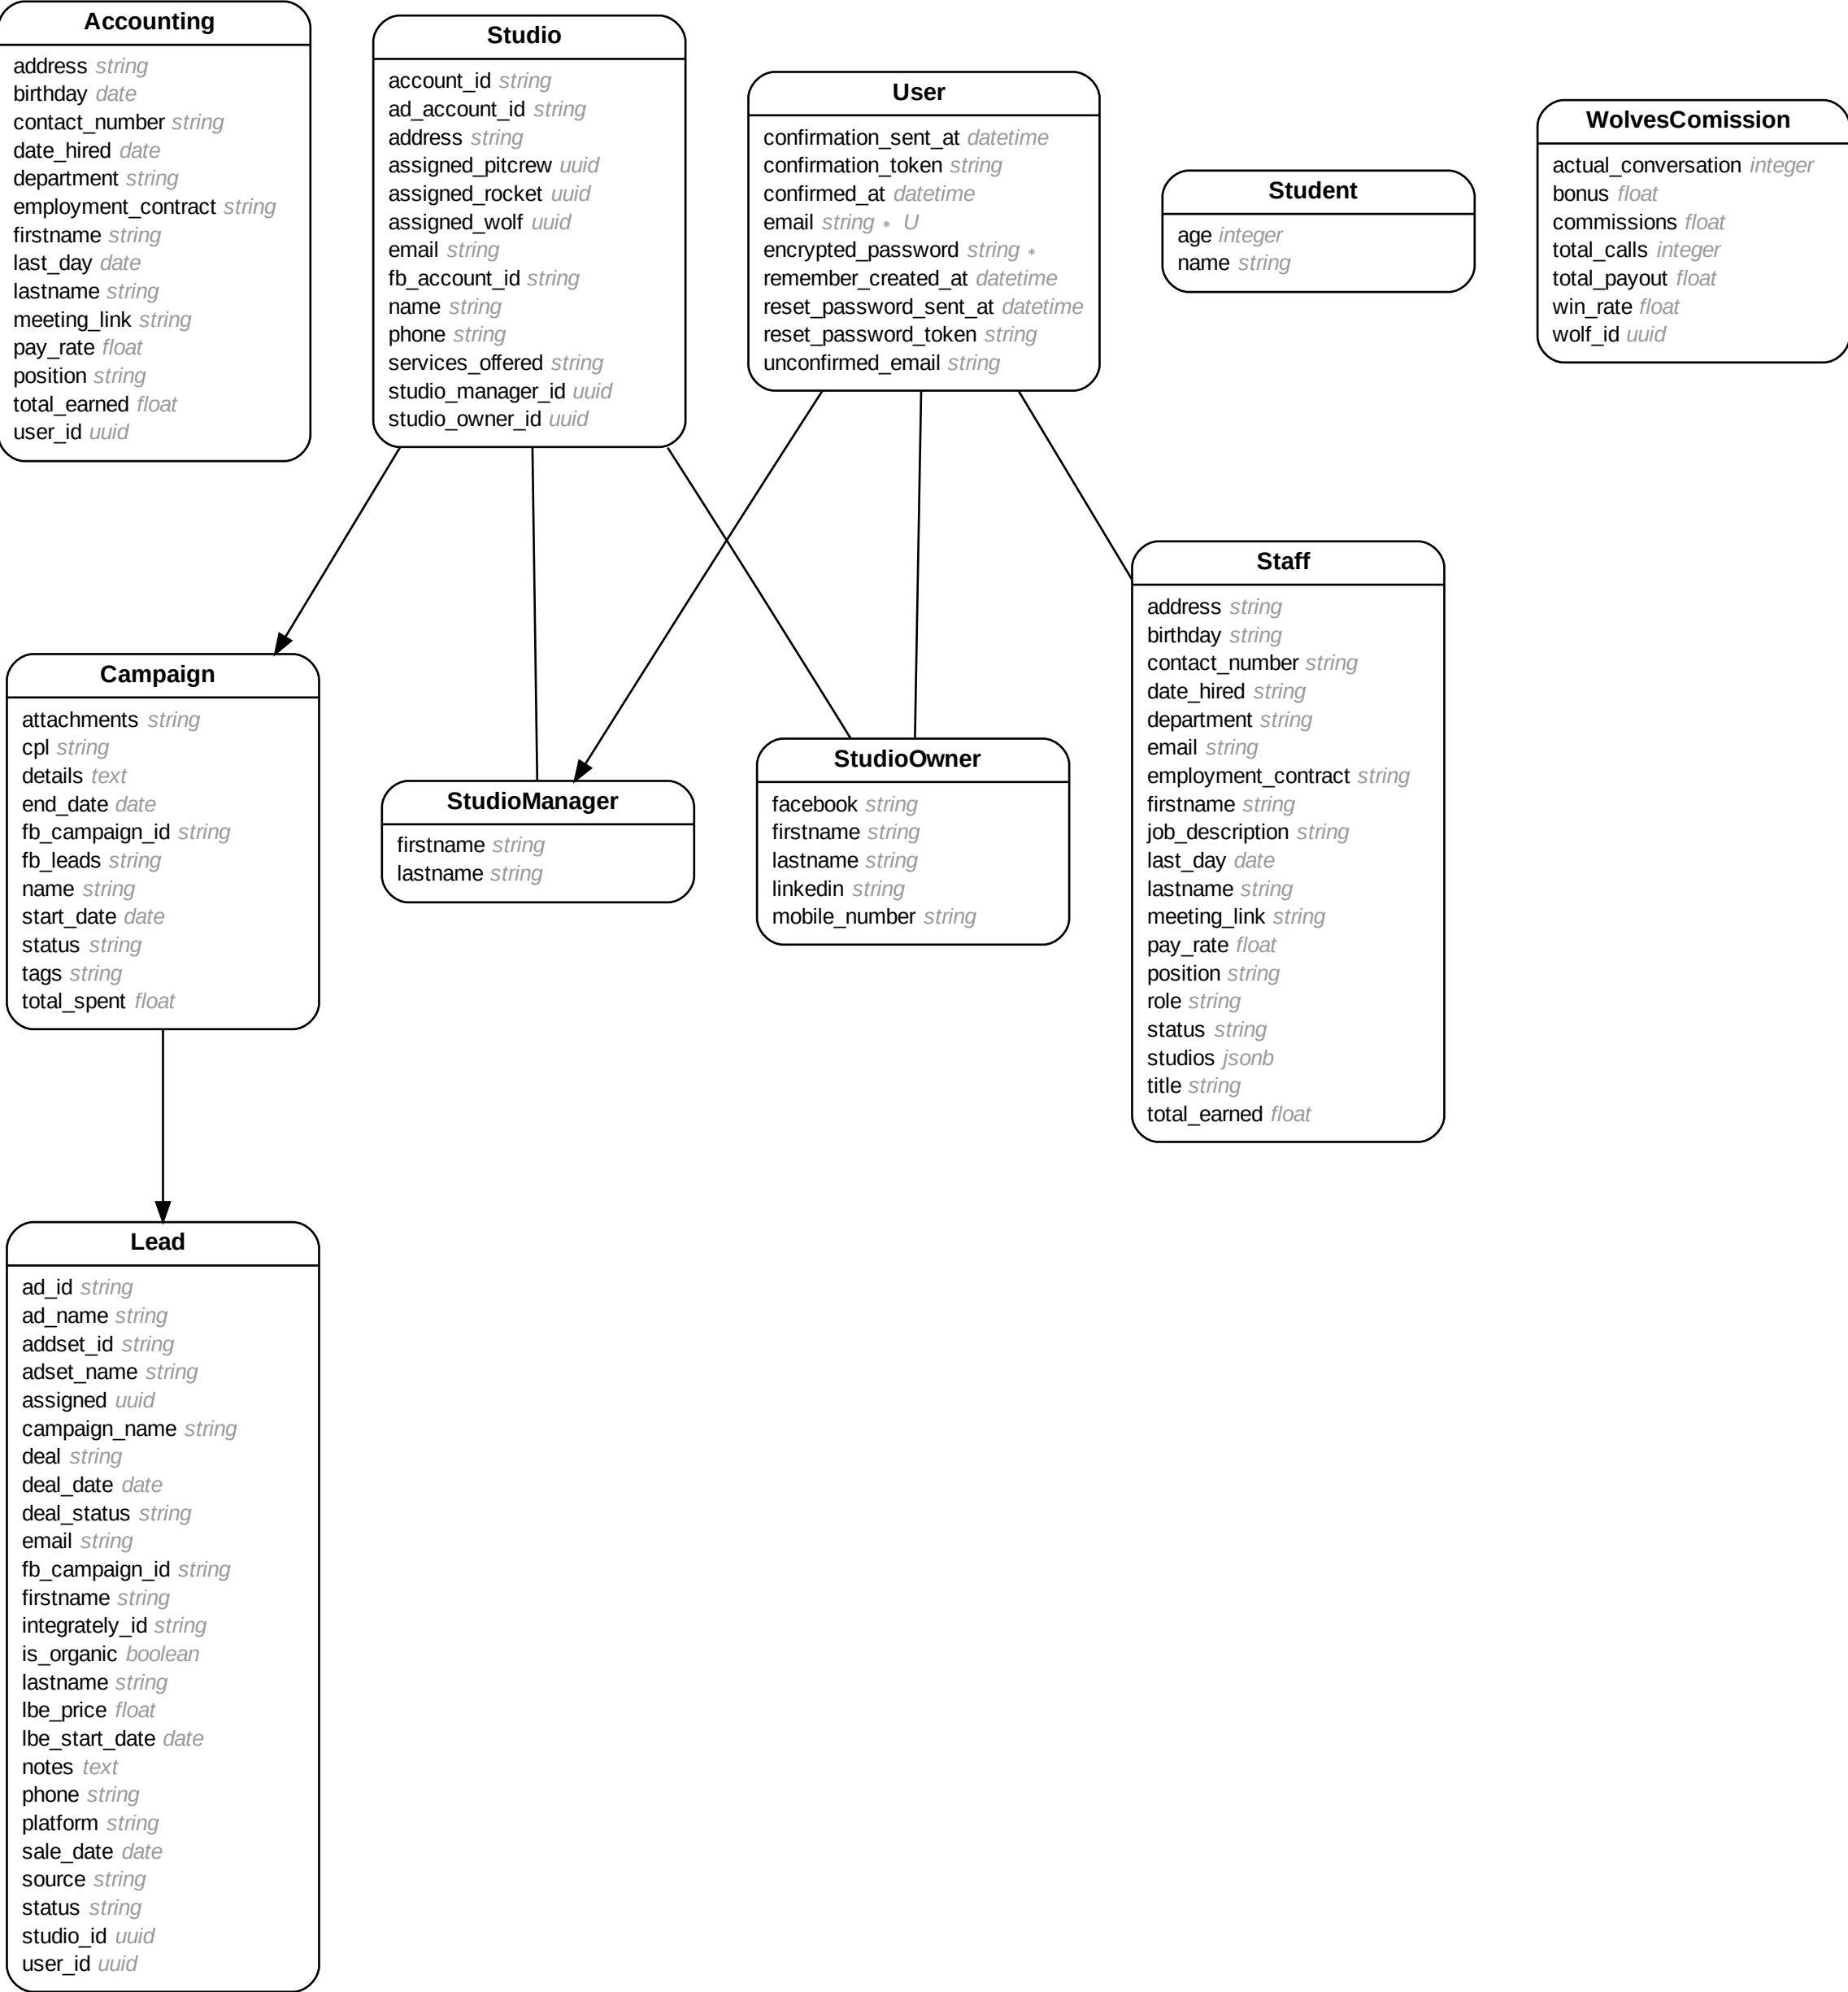 Accounting
address string
birthday date
contact_number string
date_hired date
department string
employment_contract string
firstname string
last_day date
lastname string
meeting_link string
pay_rate float
position string
total_earned float
user_id uuid
Studio
account_id string
ad_account_id string
address string
assigned_pitcrew uuid
assigned_rocket uuid
assigned_wolf uuid
email string
fb_account_id string
name string
phone string
services_offered string
studio_manager_id uuid
studio_owner_id uuid
User
confirmation_sent_at datetime
confirmation_token string
confirmed_at datetime
email string * U
encrypted_password string *
remember_created_at datetime
reset_password_sent_at datetime
reset_password_token string
unconfirmed_email string
Student
age integer
name string
WolvesComission
actual_conversation integer
bonus float
commissions float
total_calls integer
total_payout float
win_rate float
wolf_id uuid
Campaign
attachments string
cpl string
details text
end_date date
fb_campaign_id string
fb_leads string
name string
start_date date
status string
tags string
total_spent float
StudioManager
firstname string
lastname string
StudioOwner
facebook string
firstname string
lastname string
linkedin string
mobile_number string
Staff
address string
birthday string
contact_number string
date_hired string
department string
email string
employment_contract string
firstname string
job_description string
last_day date
lastname string
meeting_link string
pay_rate float
position string
role string
status string
studios jsonb
title string
total_earned float
Lead
ad_id string
ad_name string
addset_id string
adset_name string
assigned uuid
campaign_name string
deal string
deal_date date
deal_status string
email string
fb_campaign_id string
firstname string
integrately_id string
is_organic boolean
lastname string
lbe_price float
lbe_start_date date
notes text
phone string
platform string
sale_date date
source string
status string
studio_id uuid
user_id uuid